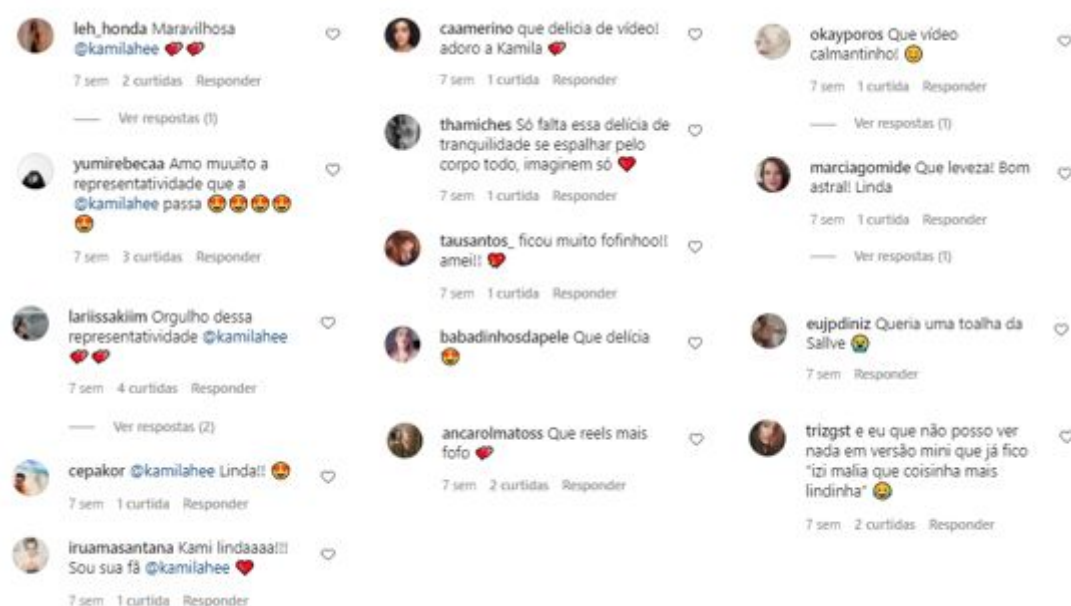 leh_honda Maravilhosa
@kamilahee 💕 💕
7 sem 2 curtidas Responder
Ver respostas (1)
yumirebecaa Amo muuito a
representatividade que a
@kamilahee passa 🤩🤩🤩🤩
🤩
7 sem 3 curtidas Responder
lariissakiim Orgulho dessa
representatividade @kamilahee
💕 💕
7 sem 4 curtidas Responder
Ver respostas (2)
cepakor @kamilahee Linda!! 🤩
7 sem 1 curtida Responder
iruamasantana Kami lindaaaa!!!
Sou sua fã @kamilahee ❤
7 sem 1 curtida Responder
caamerino que delicia de vídeo!
adoro a Kamila 💕
7 sem 1 curtida Responder
thamiches Só falta essa delícia de
tranquilidade se espalhar pelo
corpo todo, imaginem só ❤
7 sem 1 curtida Responder
tausantos_ ficou muito fofinhoo!!
amei!! ❤
7 sem 1 curtida Responder
babadinhosdapele Que delícia
🤩
ancarolmatoss Que reels mais
fofo 💕
7 sem 2 curtidas Responder
okayporos Que vídeo
calmantinho! 😊
7 sem 1 curtida Responder
Ver respostas (1)
marciagomide Que leveza! Bom
astral! Linda
7 sem 1 curtida Responder
Ver respostas (1)
eujpdiniz Queria uma toalha da
Sallve 😭
7 sem Responder
trizgst e eu que não posso ver
nada em versão mini que já fico
"izi malia que coisinha mais
lindinha" 😭
7 sem 2 curtidas Responder